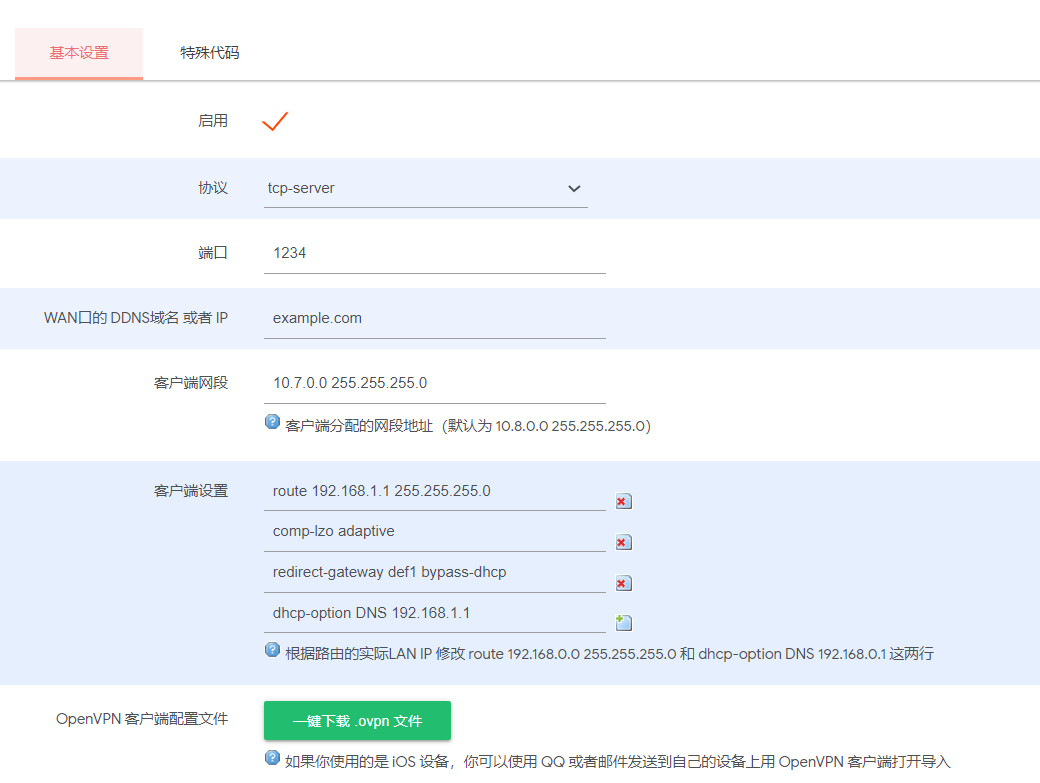 基本设置 特殊代码
启用
协议 tcp-server
端口 1234
WAN口的 DDNS域名 或者 IP example.com
客户端网段 10.7.0.0 255.255.255.0
客户端分配的网段地址（默认为 10.8.0.0 255.255.255.0）
客户端设置 route 192.168.1.1 255.255.255.0
comp-lzo adaptive
redirect-gateway def1 bypass-dhcp
dhcp-option DNS 192.168.1.1
根据路由的实际LAN IP 修改 route 192.168.0.0 255.255.255.0 和 dhcp-option DNS 192.168.0.1 这两行
OpenVPN 客户端配置文件 一键下载 .ovpn 文件
如果你使用的是 iOS 设备，你可以使用 QQ 或者邮件发送到自己的设备上用 OpenVPN 客户端打开导入